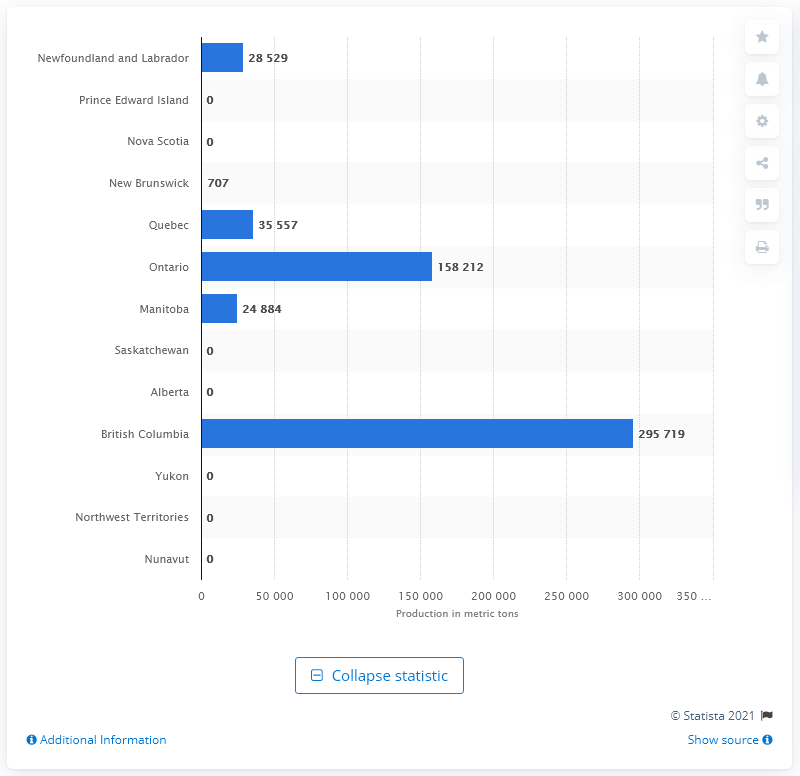 Newfoundland and Labrador 28 529
Prince Edward Island 0
Nova Scotia 0
New Brunswick 707
Quebec 35 557
Ontario 158 212
Manitoba 24 884
Saskatchewan 0
Alberta 0
British Columbia 295 719
Yukon 0
Northwest Territories 0
Nunavut 0
0 50 000 100 000 150 000 200 000 250 000 300 000 350 ...
Production in metric tons
Collapse statistic
© Statista 2021
Additional Information Show source